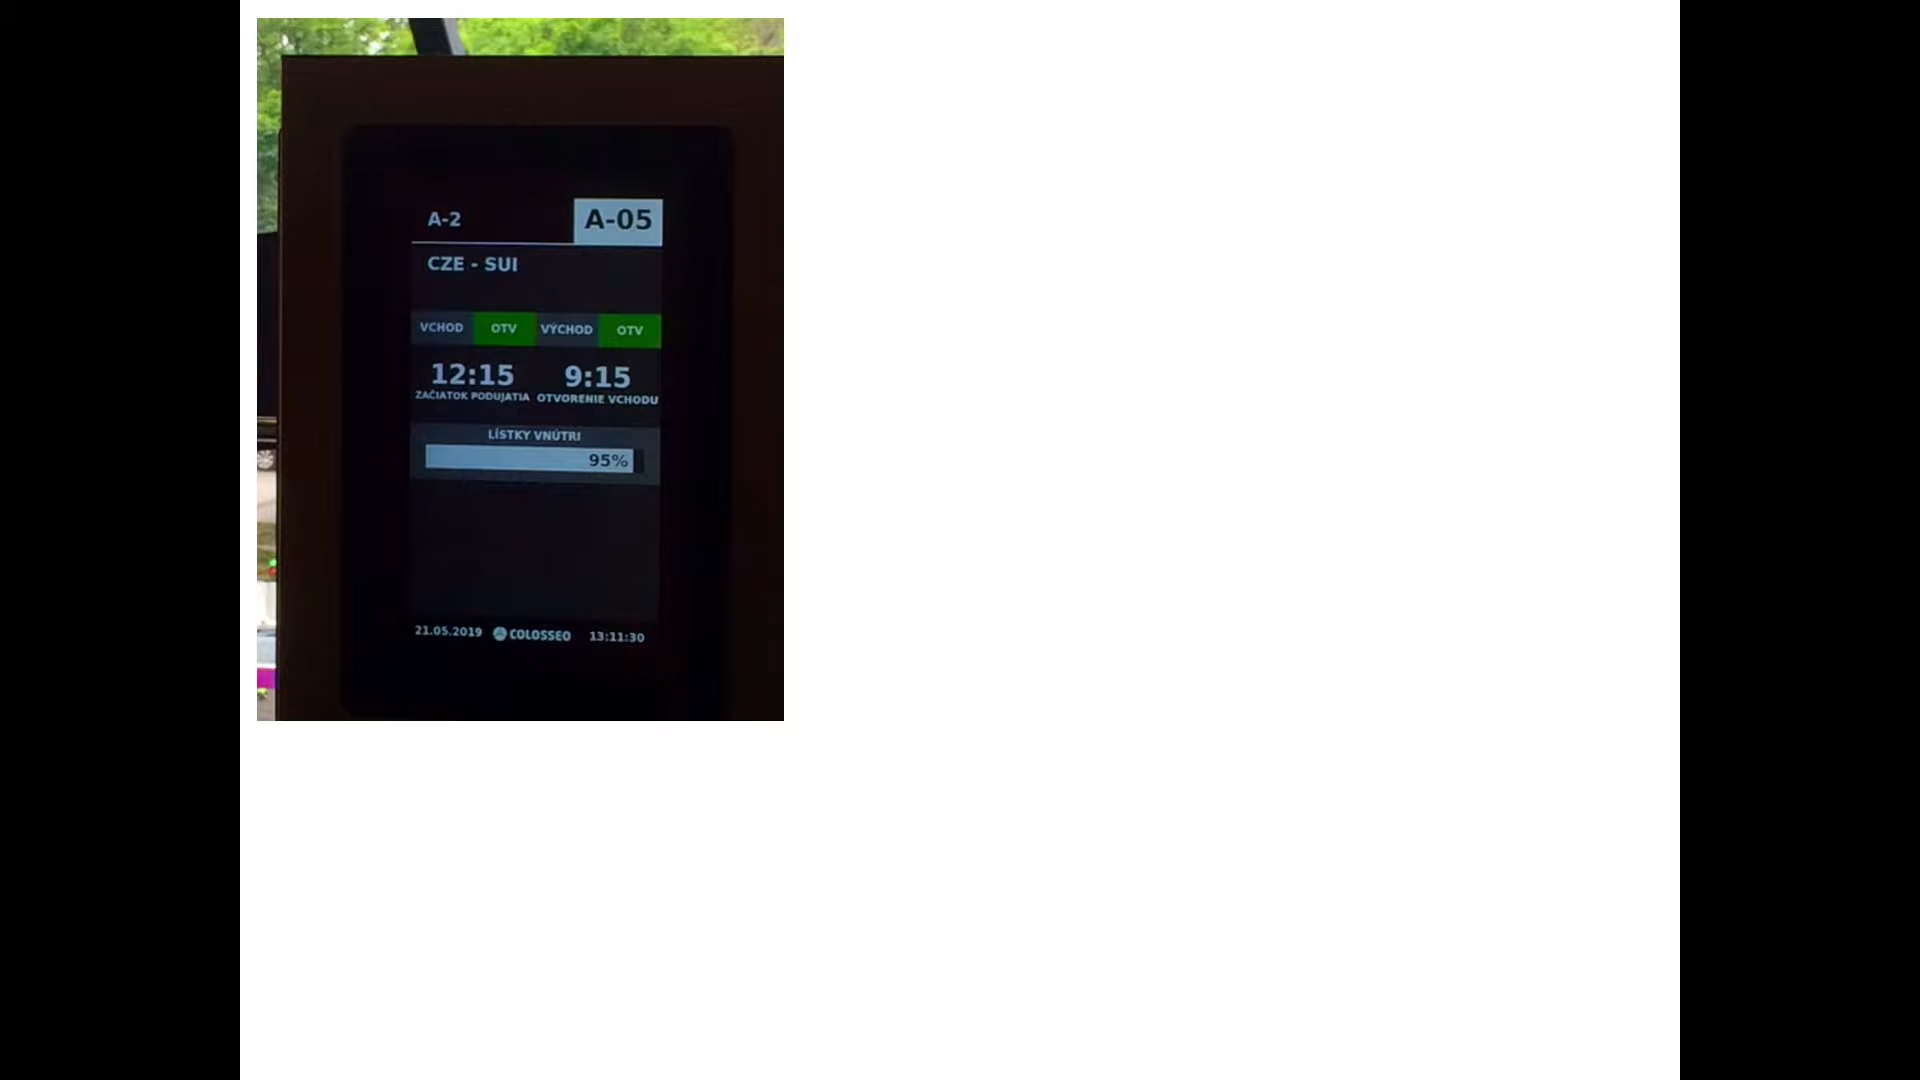 A-2 A-05
CZE - SUI
VCHOD OTV VÝCHOD OTV
12:15 9:15
ZAČIATOK PODUJATIA OTVORENIE VCHODU
LÍSTKY VNÚTRI
95%
21.05.2019 COLOSSEO 13:11:30